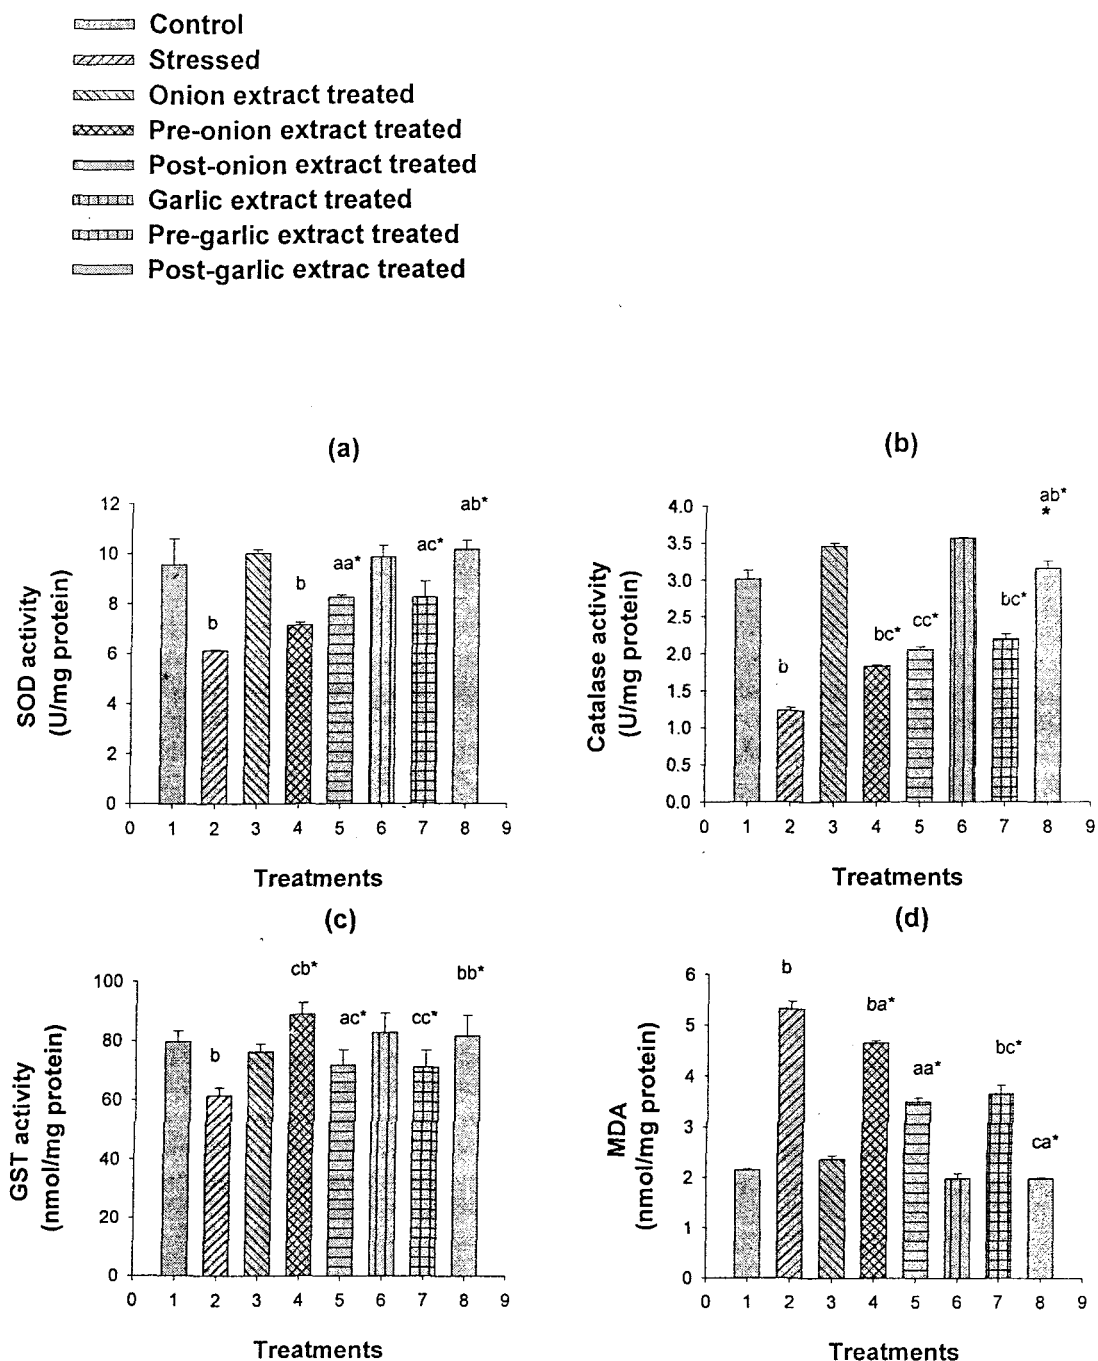 Control
Stressed
Onion extract treated
Pre-onion extract treated
Post-onion extract treated
Garlic extract treated
Pre-garlic extract treated
Post-garlic extrac treated
(a)
SOD activity
(U/mg protein)
12
10
8
6
4
2
0
b
b
aa*
ac*
ab*
0 1 2 3 4 5 6 7 8 9
Treatments
(b)
Catalase activity
(U/mg protein)
4.0
3.5
3.0
2.5
2.0
1.5
1.0
0.5
0.0
b
bc*
cc*
bc*
ab*
*
0 1 2 3 4 5 6 7 8 9
Treatments
(c)
GST activity
(nmol/mg protein)
100
80
60
40
20
0
b
cb*
ac*
cc*
bb*
0 1 2 3 4 5 6 7 8 9
Treatments
(d)
MDA
(nmol/mg protein)
6
5
4
3
2
1
0
b
ba*
aa*
bc*
ca*
0 1 2 3 4 5 6 7 8 9
Treatments